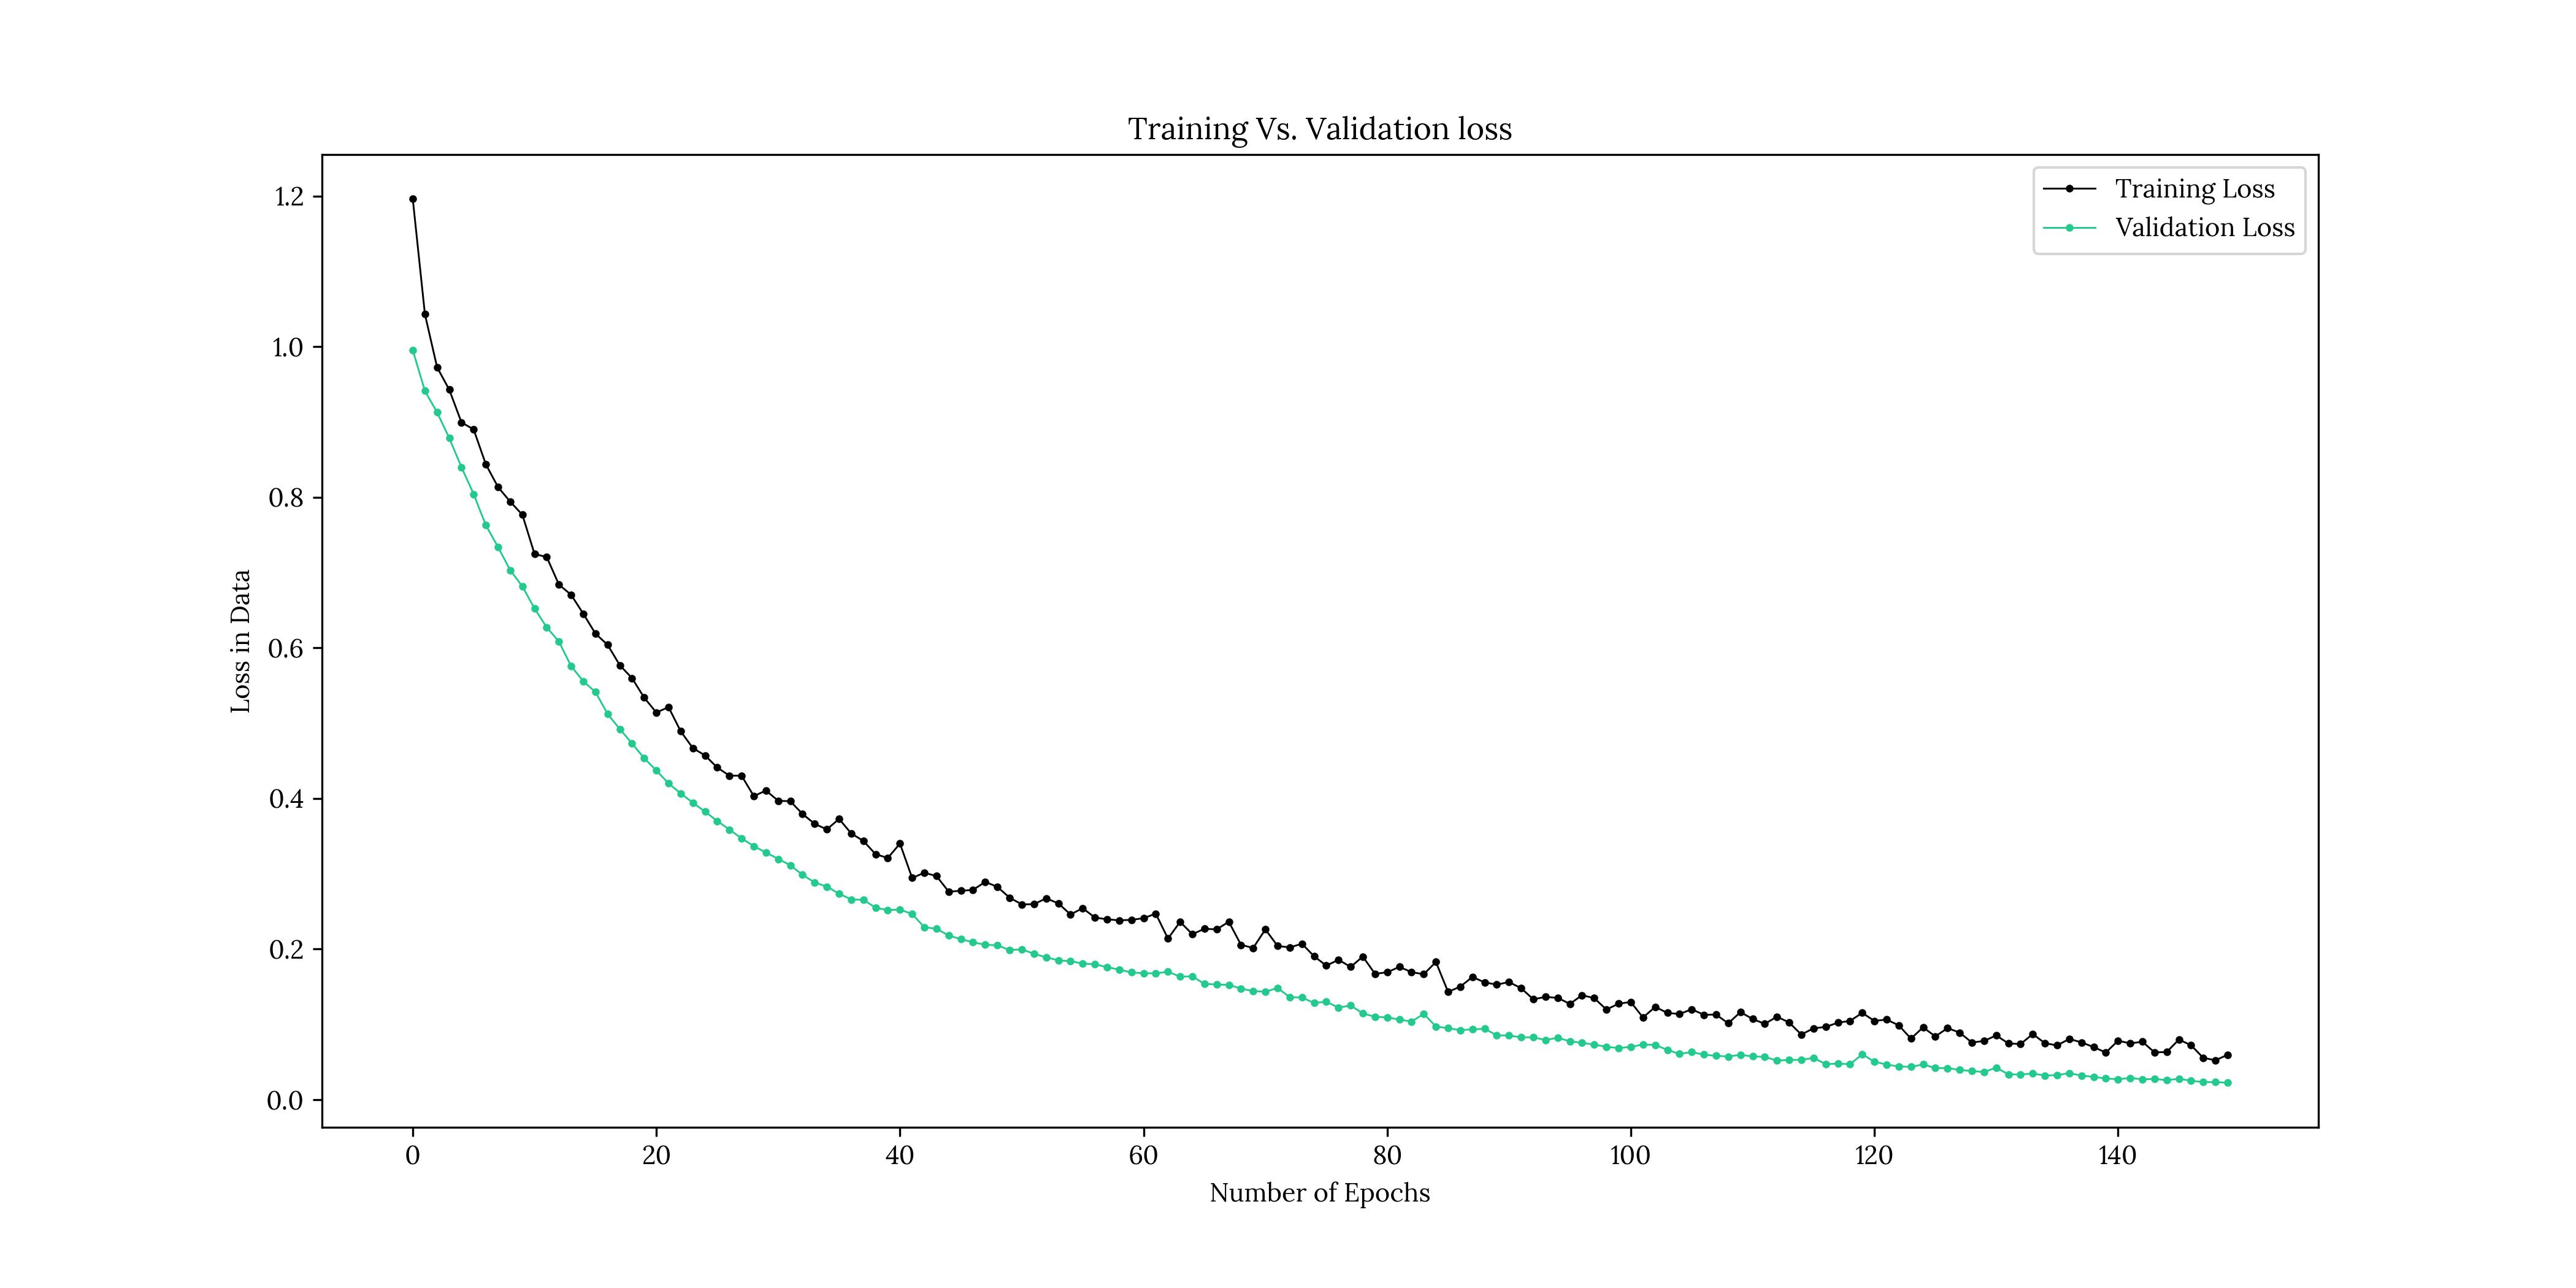 Training Vs. Validation loss
Training Loss
Validation Loss
Loss in Data
1.2
1.0
0.8
0.6
0.4
0.2
0.0
0 20 40 60 80 100 120 140
Number of Epochs